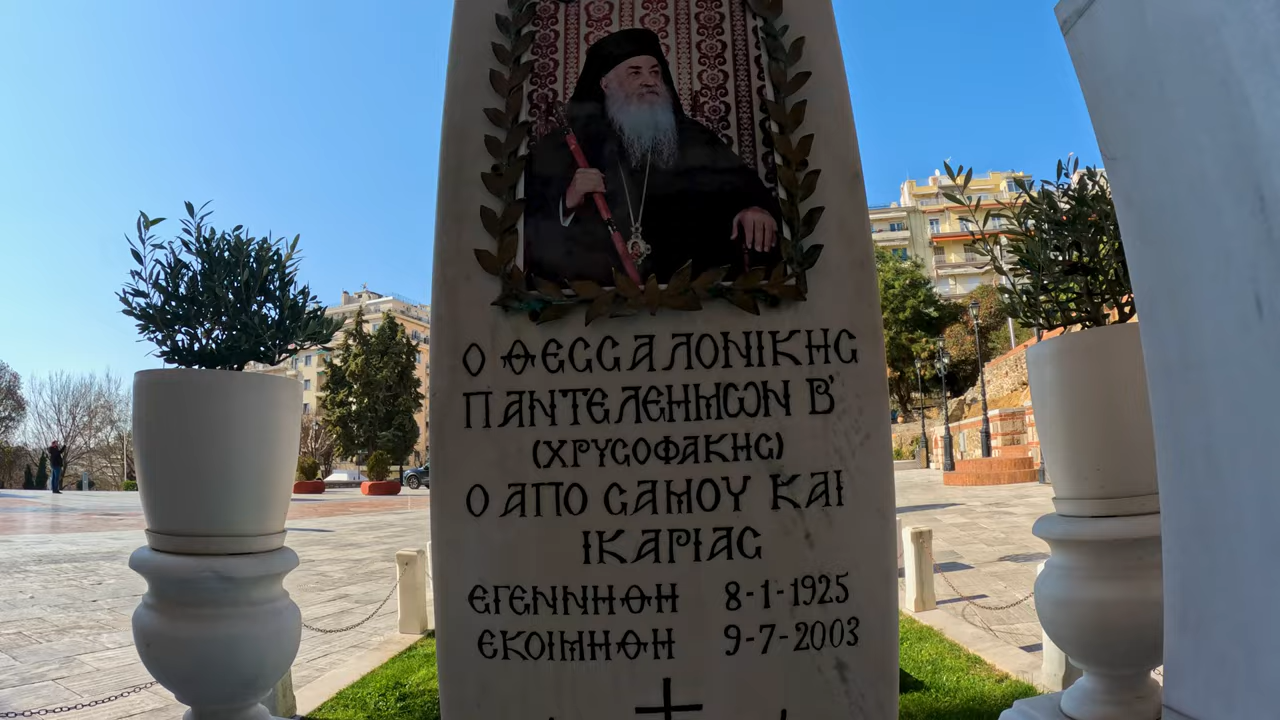 Ο ΘΕΣΣΑΛΟΝΙΚΗΣ
ΠΑΝΤΕΛΕΗΜΩΝ Β'
(ΧΡΥΣΟΦΑΚΗΣ)
Ο ΑΠΟ ΣΑΜΟΥ ΚΑΙ
ΙΚΑΡΙΑΣ
ΕΓΕΝΝΗΘΗ 8-1-1925
ΕΚΟΙΜΗΘΗ 9-7-2003